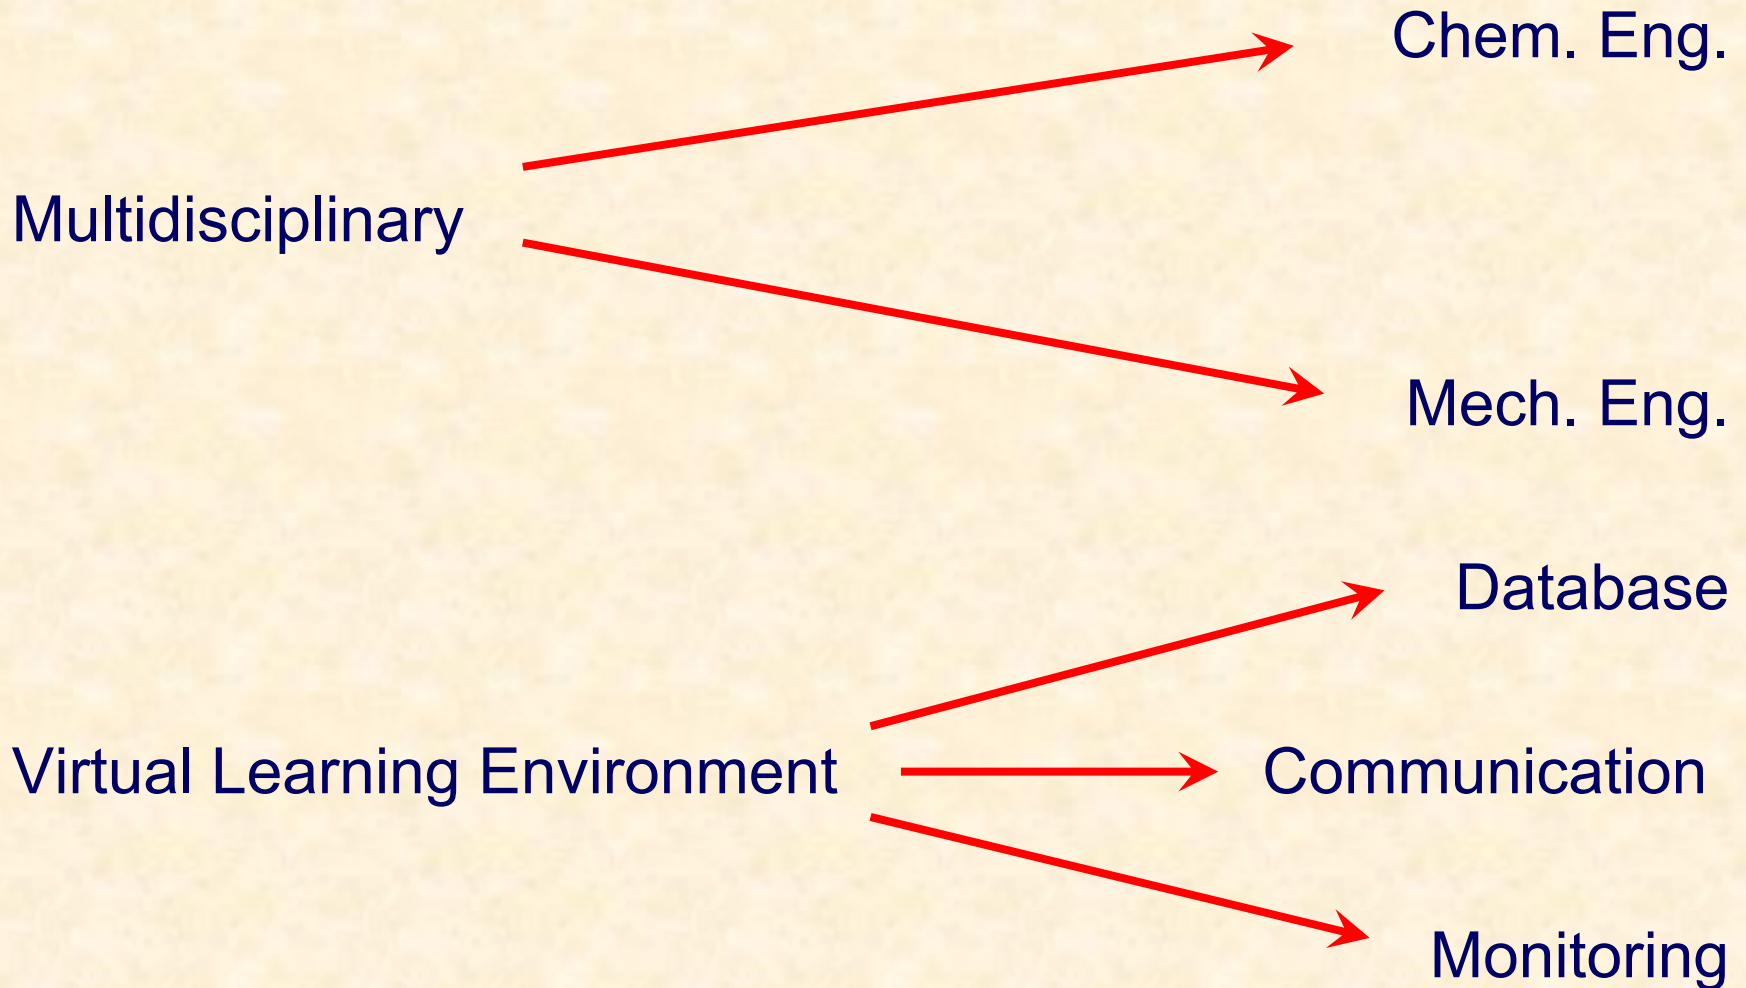 Chem. Eng.
Multidisciplinary
Mech. Eng.
Database
Virtual Learning Environment
Communication
Monitoring